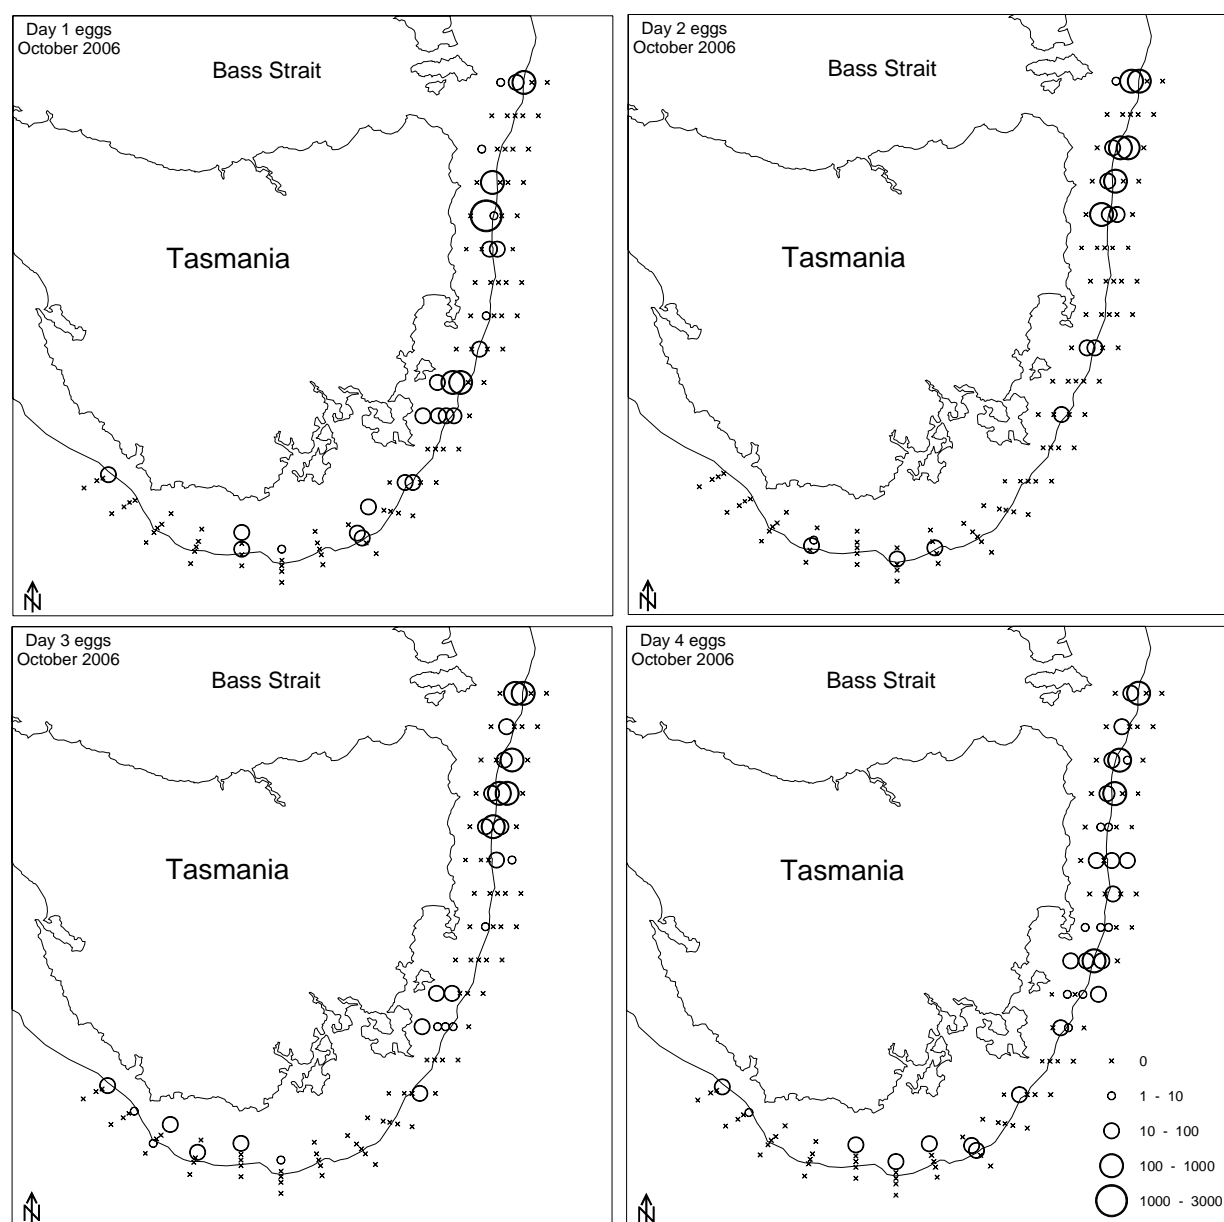 Day 1 eggs
October 2006
Bass Strait
Tasmania
N
Day 2 eggs
October 2006
Bass Strait
Tasmania
N
Day 3 eggs
October 2006
Bass Strait
Tasmania
N
Day 4 eggs
October 2006
Bass Strait
Tasmania
N
0
1 - 10
10 - 100
100 - 1000
1000 - 3000